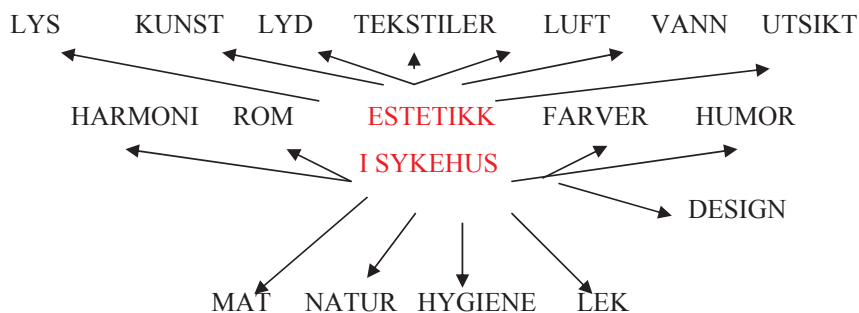 LYS KUNST LYD TEKSTILER LUFT VANN UTSIKT
HARMONI ROM ESTETIKK FARVER HUMOR
I SYKEHUS
DESIGN
MAT NATUR HYGIENE LEK